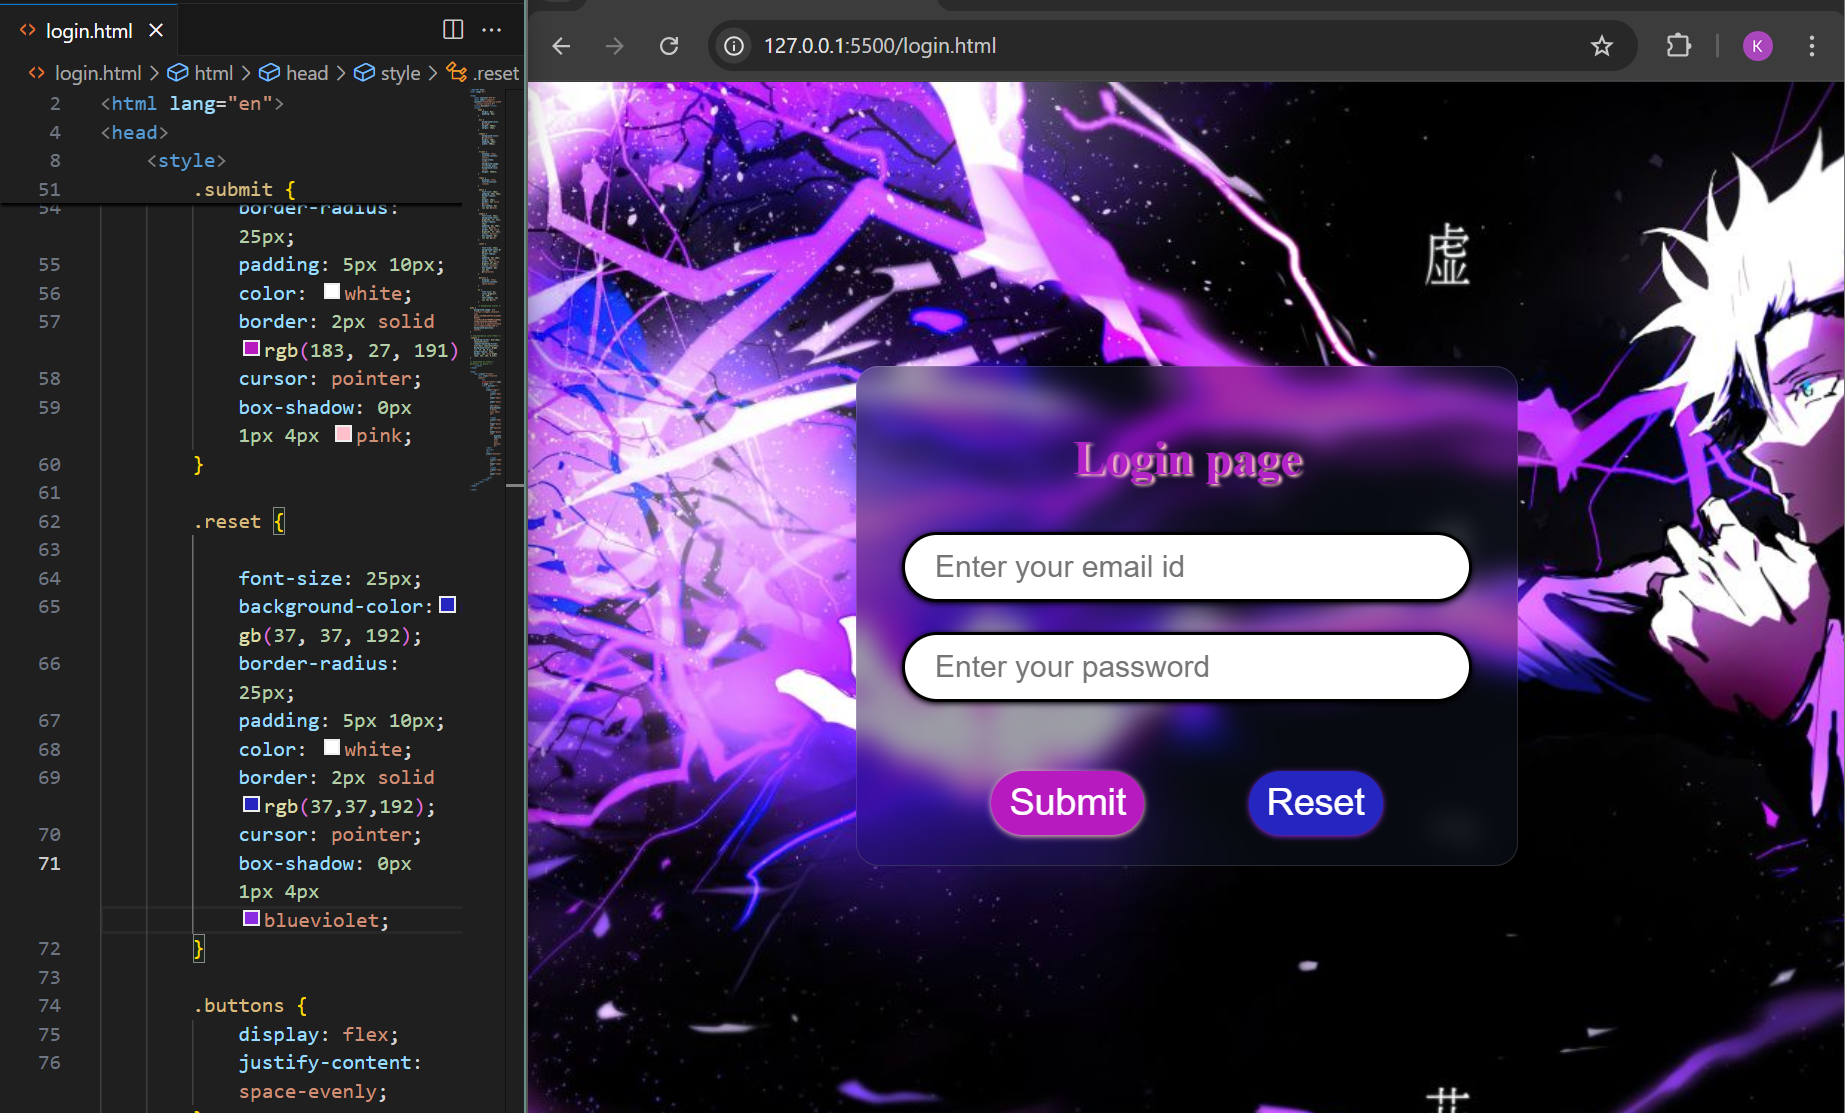 login.html
login.html > html > head > style > .reset
2 <html lang="en">
4 <head>
8 <style>
51 .submit {
54 border-radius:
25px;
55 padding: 5px 10px;
56 color: white;
57 border: 2px solid
rgb(183, 27, 191)
58 cursor: pointer;
59 box-shadow: 0px
1px 4px pink;
60 }
61
62 .reset {
63
64 font-size: 25px;
65 background-color:
gb(37, 37, 192);
66 border-radius:
25px;
67 padding: 5px 10px;
68 color: white;
69 border: 2px solid
rgb(37,37,192);
70 cursor: pointer;
71 box-shadow: 0px
1px 4px
blueviolet;
72 }
73
74 .buttons {
75 display: flex;
76 justify-content:
space-evenly;
127.0.0.1:5500/login.html
K
虚
Login page
Enter your email id
Enter your password
Submit Reset